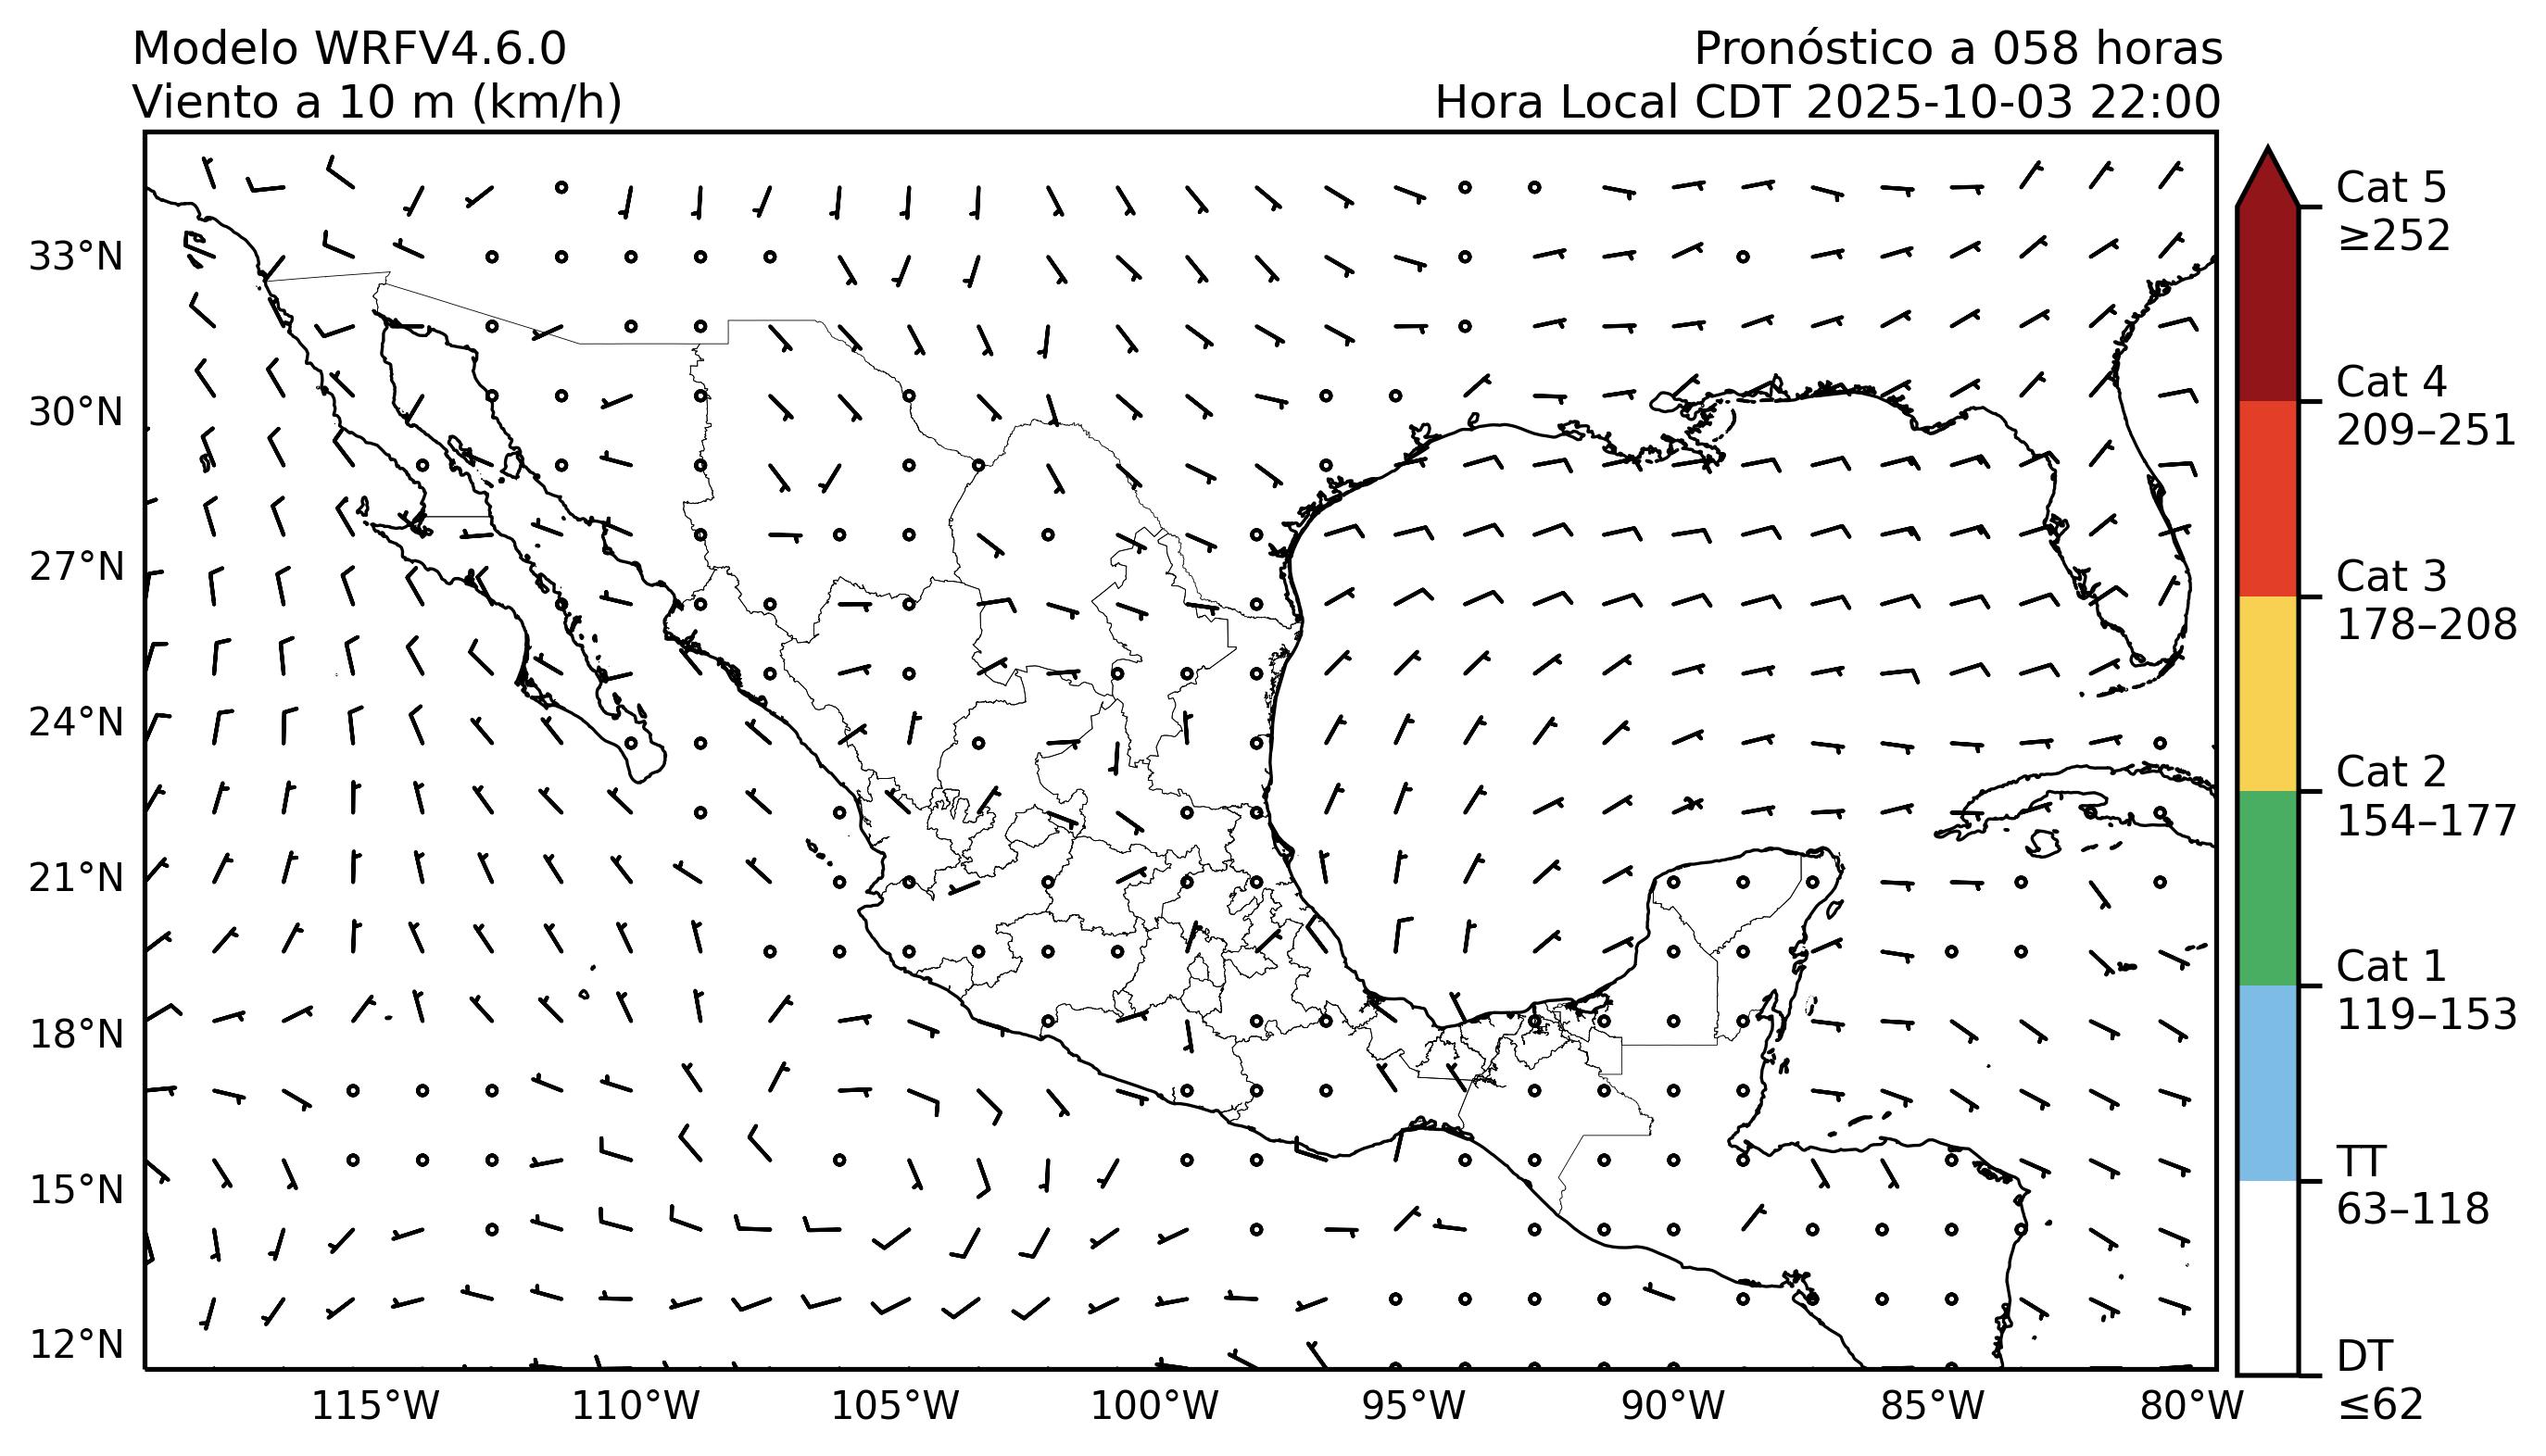 Modelo WRFV4.6.0
Viento a 10 m (km/h)
Pronóstico a 058 horas
Hora Local CDT 2025-10-03 22:00
33°N
30°N
27°N
24°N
21°N
18°N
15°N
12°N
115°W
110°W
105°W
100°W
95°W
90°W
85°W
80°W
Cat 5
≥252
Cat 4
209–251
Cat 3
178–208
Cat 2
154–177
Cat 1
119–153
TT
63–118
DT
≤62